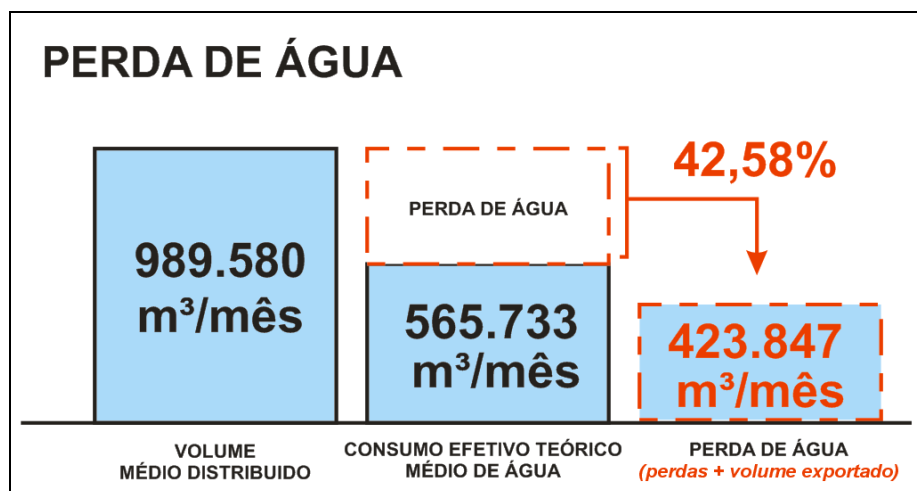 PERDA DE ÁGUA
42,58%
PERDA DE ÁGUA
989.580
m³/mês
565.733
m³/mês
423.847
m³/mês
VOLUME
MÉDIO DISTRIBUIDO
CONSUMO EFETIVO TEÓRICO
MÉDIO DE ÁGUA
PERDA DE ÁGUA
(perdas + volume exportado)